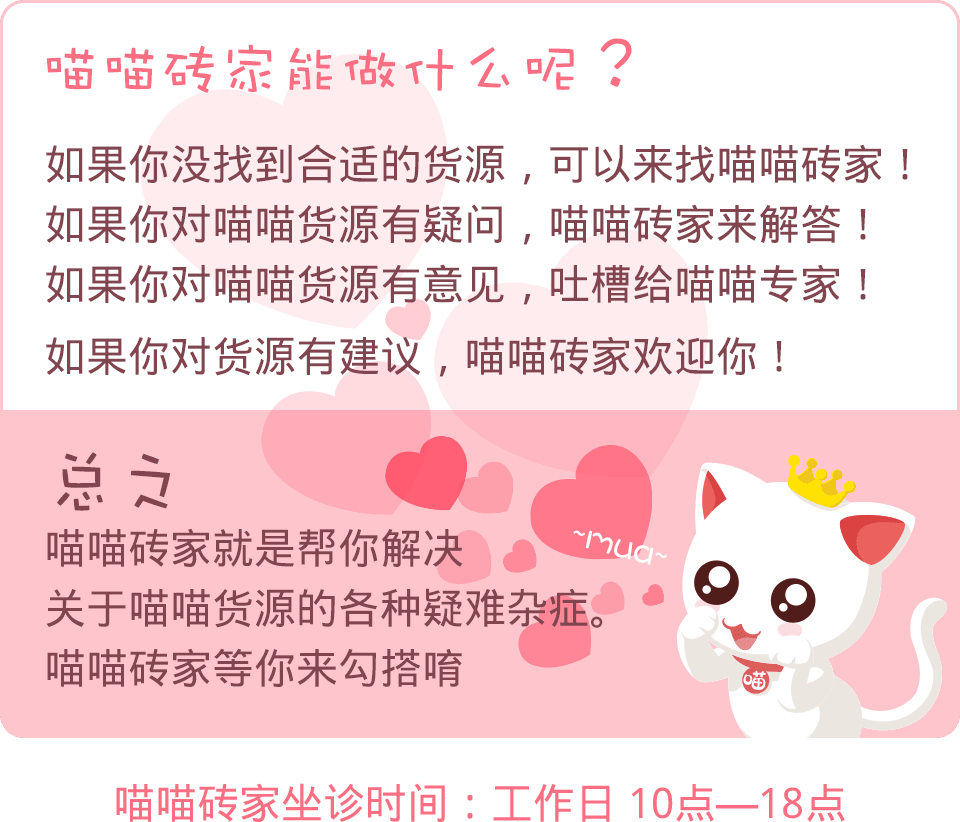 喵喵砖家能做什么呢？
如果你没找到合适的货源，可以来找喵喵砖家！
如果你对喵喵货源有疑问，喵喵砖家来解答！
如果你对喵喵货源有意见，吐槽给喵喵专家！
如果你对货源有建议，喵喵砖家欢迎你！
总之
喵喵砖家就是帮你解决
关于喵喵货源的各种疑难杂症。
喵喵砖家等你来勾搭唷
~mua~
喵
喵喵砖家坐诊时间：工作日 10点—18点